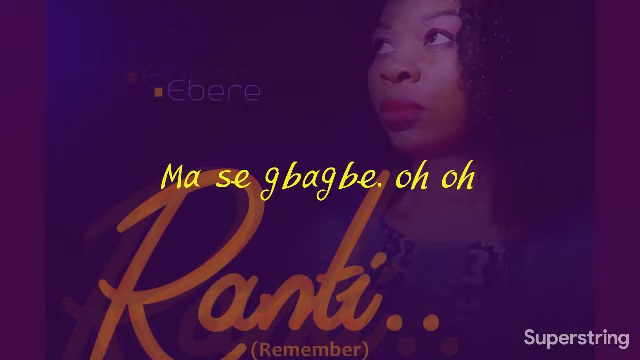 Ebere
Ma se gbagbe. oh oh
Ranti..
(Remember)
Superstring